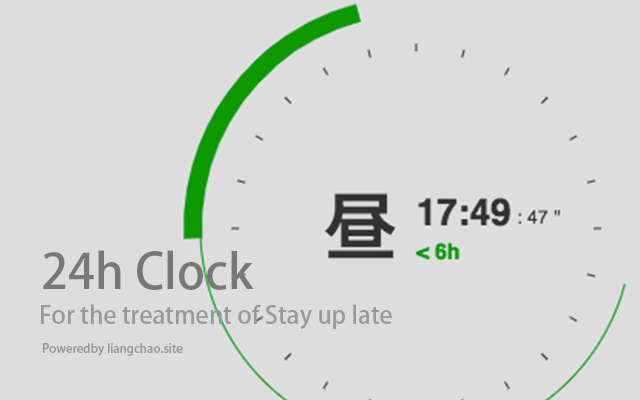 昼 17:49 : 47 "
< 6h
24h Clock
For the treatment of Stay up late
Poweredby liangchao.site